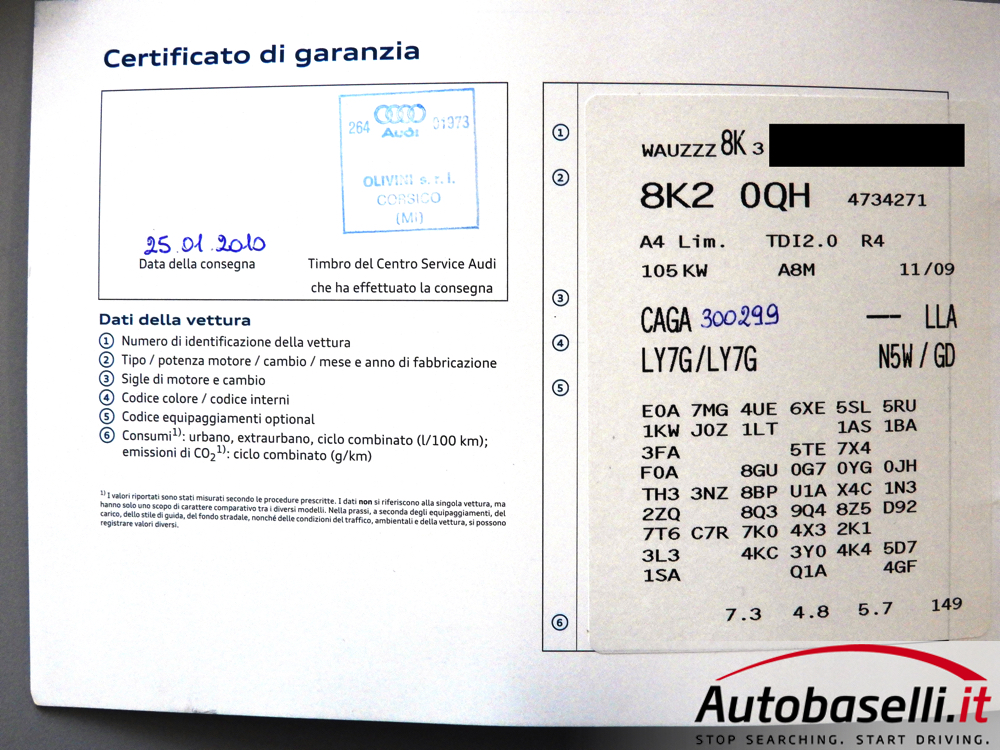 Certificato di garanzia
264 01973
Audi
OLIVINI s.r.l.
CORSICO
(Mi)
25.01.2010
Data della consegna
Timbro del Centro Service Audi
che ha effettuato la consegna
Dati della vettura
1 Numero di identificazione della vettura
2 Tipo / potenza motore / cambio / mese e anno di fabbricazione
3 Sigle di motore e cambio
4 Codice colore / codice interni
5 Codice equipaggiamenti optional
6 Consumi1): urbano, extraurbano, ciclo combinato (l/100 km);
emissioni di CO2 1): ciclo combinato (g/km)
1) I valori riportati sono stati misurati secondo le procedure prescritte. I dati non si riferiscono alla singola vettura, ma
hanno solo uno scopo di carattere comparativo tra i diversi modelli. Nella prassi, a seconda degli equipaggiamenti, del
carico, dello stile di guida, del fondo stradale, nonché delle condizioni del traffico, ambientali e della vettura, si possono
registrare valori diversi.
1
2
3
4
5
6
WAUZZZ 8K 3
8K2 0QH 4734271
A4 Lim. TDI2.0 R4
105 KW A8M 11/09
CAGA 300299 — LLA
LY7G/LY7G N5W / GD
E0A 7MG 4UE 6XE 5SL 5RU
1KW J0Z 1LT 1AS 1BA
3FA 5TE 7X4
F0A 8GU 0G7 0YG 0JH
TH3 3NZ 8BP U1A X4C 1N3
2ZQ 8Q3 9Q4 8Z5 D92
7T6 C7R 7K0 4X3 2K1
3L3 4KC 3Y0 4K4 5D7
1SA Q1A 4GF
7.3 4.8 5.7 149
Autobaselli.it
STOP SEARCHING. START DRIVING.